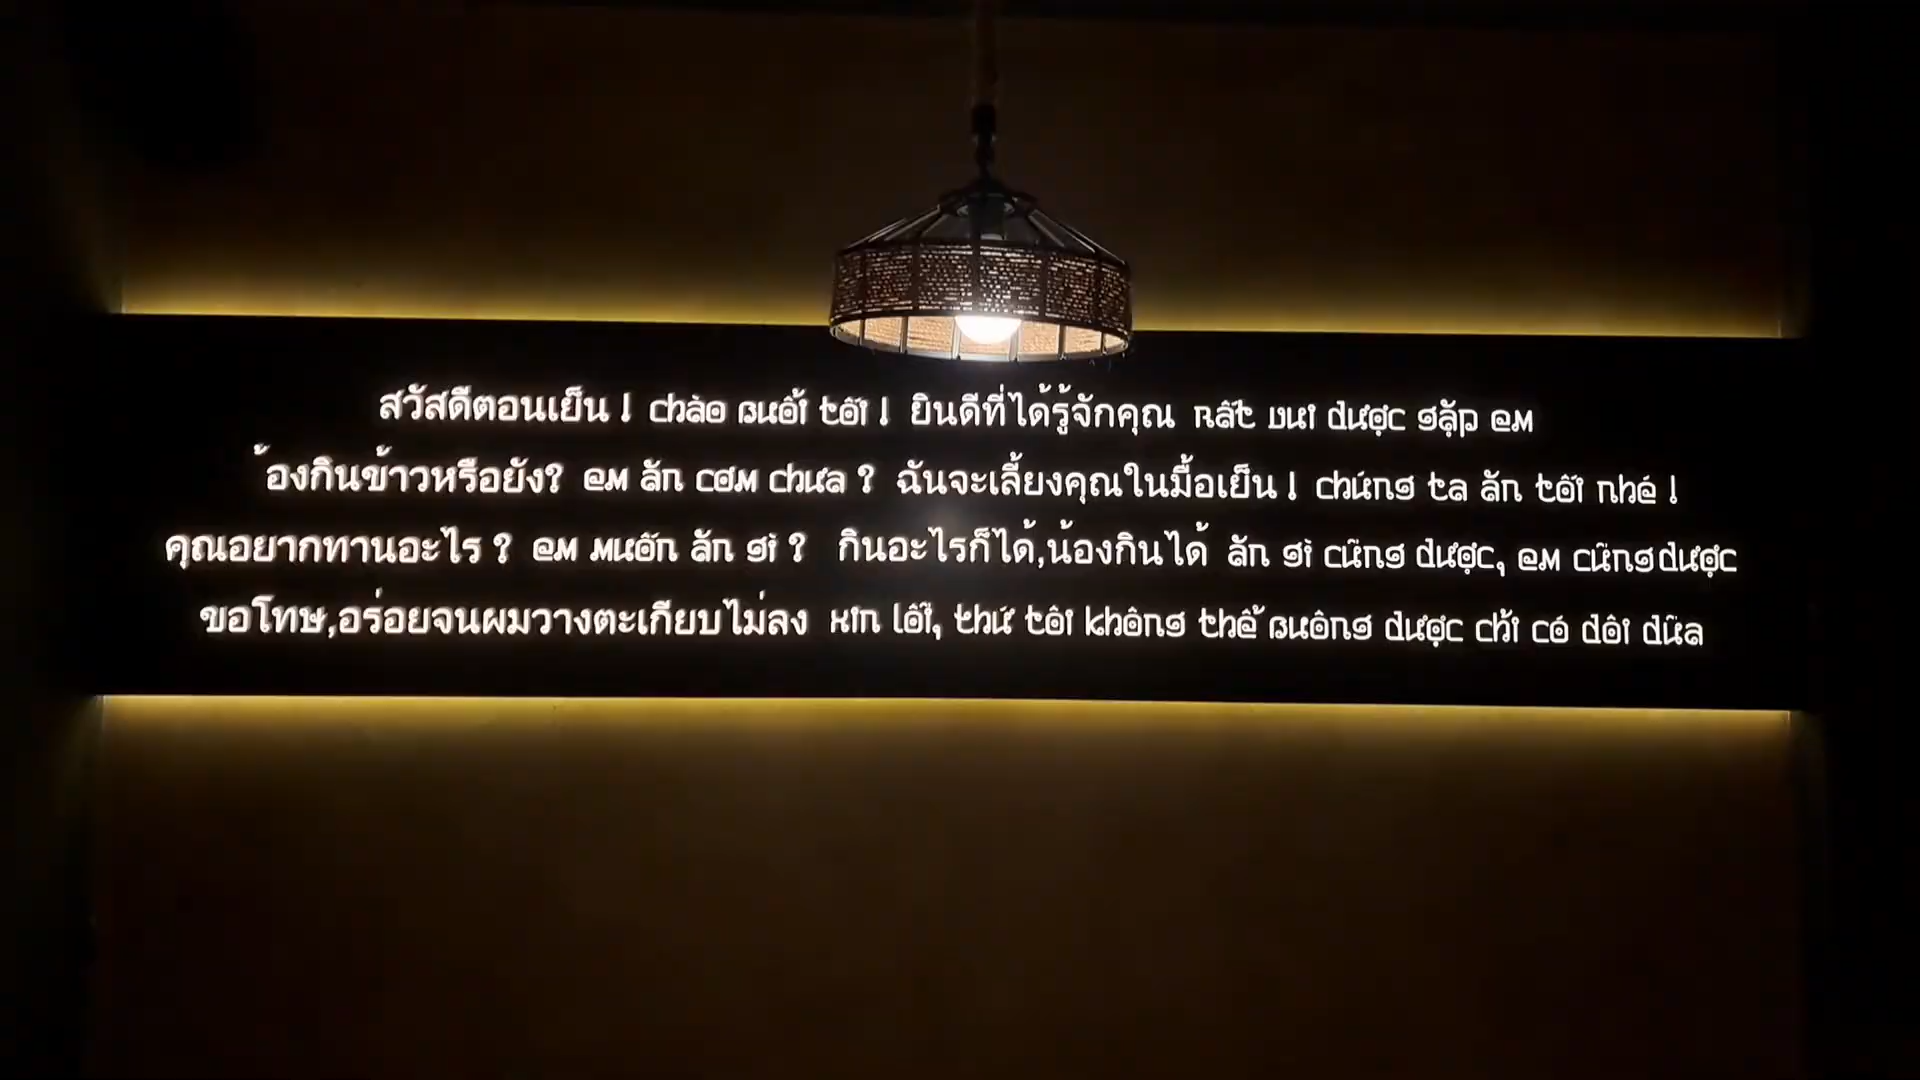 สวัสดีตอนเย็น ! chào buổi tối ! ยินดีที่ได้รู้จักคุณ rất vui được gặp em
้องกินข้าวหรือยัง? em ăn cơm chưa ? ฉันจะเลี้ยงคุณในมื้อเย็น ! chúng ta ăn tối nhé !
คุณอยากทานอะไร ? em muốn ăn gì ? กินอะไรก็ได้,น้องกินได้ ăn gì cũng được, em cũng được
ขอโทษ,อร่อยจนผมวางตะเกียบไม่ลง xin lỗi, thứ tôi không thể buông được chỉ có đôi đũa